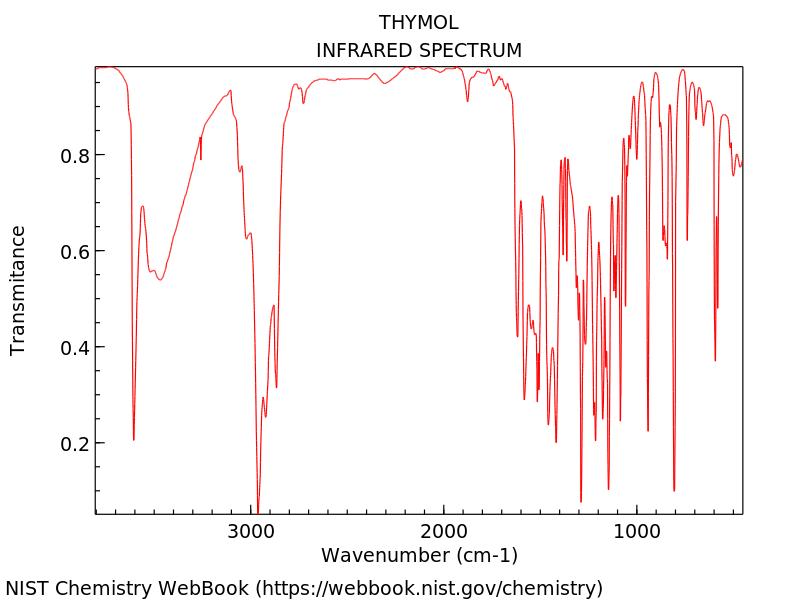 THYMOL
INFRARED SPECTRUM
Transmitance
0.8
0.6
0.4
0.2
3000 2000 1000
Wavenumber (cm-1)
NIST Chemistry WebBook (https://webbook.nist.gov/chemistry)